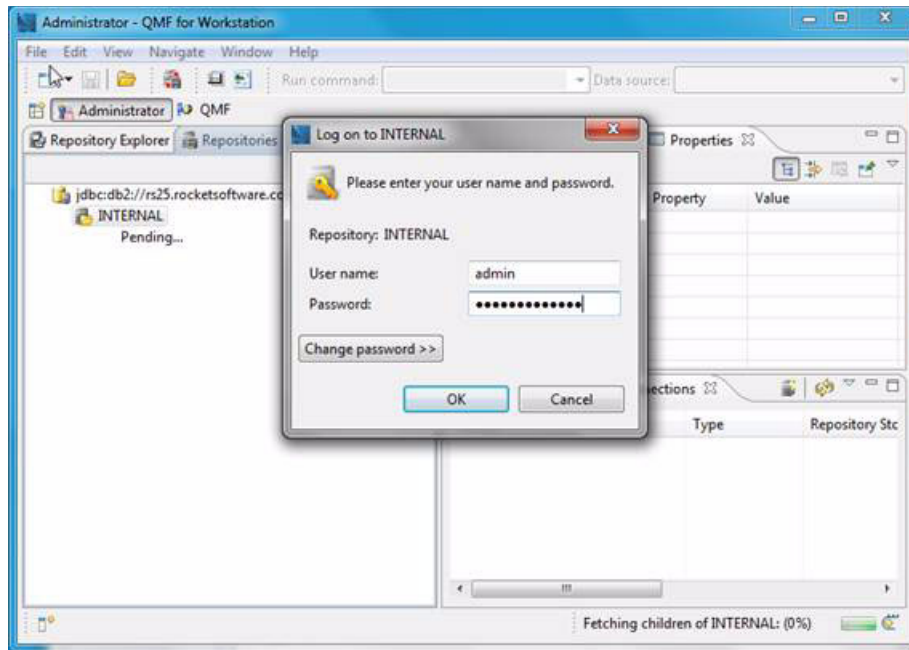 Administrator - QMF for Workstation
File Edit View Navigate Window Help
Run command: Data source:
Administrator QMF
Repository Explorer Repositories Properties
jdbc:db2://rs25.rocketsoftware.cc
INTERNAL
Pending...
Log on to INTERNAL
Please enter your user name and password.
Repository: INTERNAL
User name: admin
Password: •••••••••••••
Change password >>
OK Cancel
Property Value
ections
Type Repository Stc
Fetching children of INTERNAL: (0%)